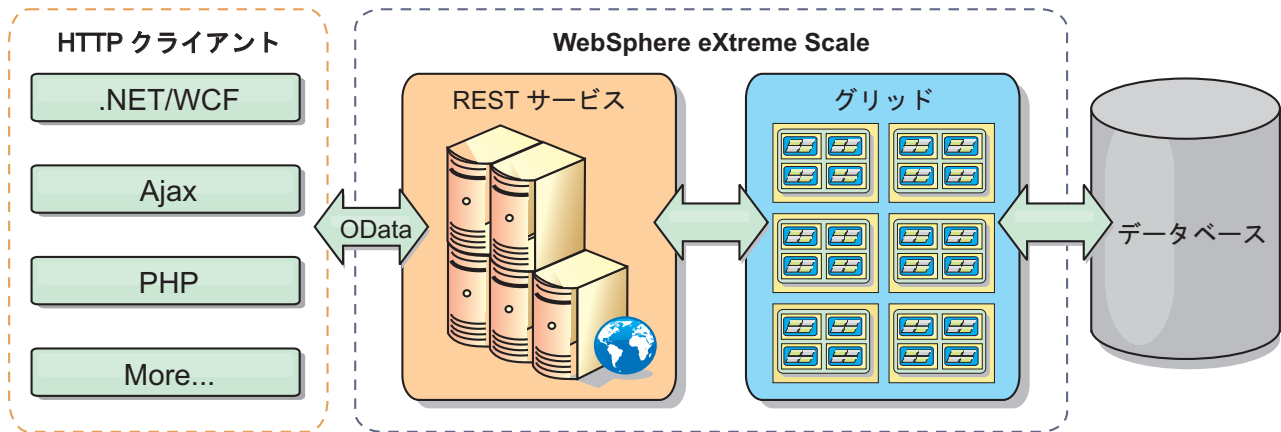 HTTP クライアント
.NET/WCF
Ajax
PHP
More...
OData
WebSphere eXtreme Scale
REST サービス
グリッド
データベース